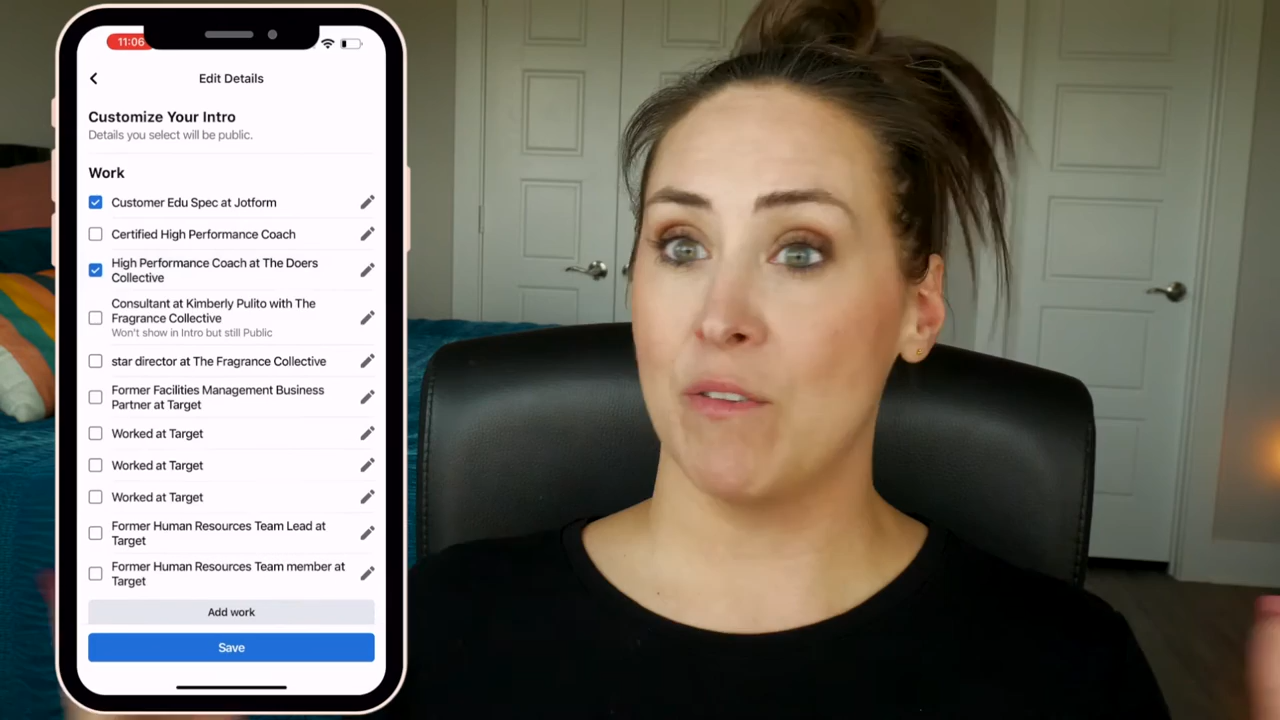 11:06
Edit Details
Customize Your Intro
Details you select will be public.
Work
Customer Edu Spec at Jotform
Certified High Performance Coach
High Performance Coach at The Doers
Collective
Consultant at Kimberly Pulito with The
Fragrance Collective
Won't show in Intro but still Public
star director at The Fragrance Collective
Former Facilities Management Business
Partner at Target
Worked at Target
Worked at Target
Worked at Target
Former Human Resources Team Lead at
Target
Former Human Resources Team member at
Target
Add work
Save